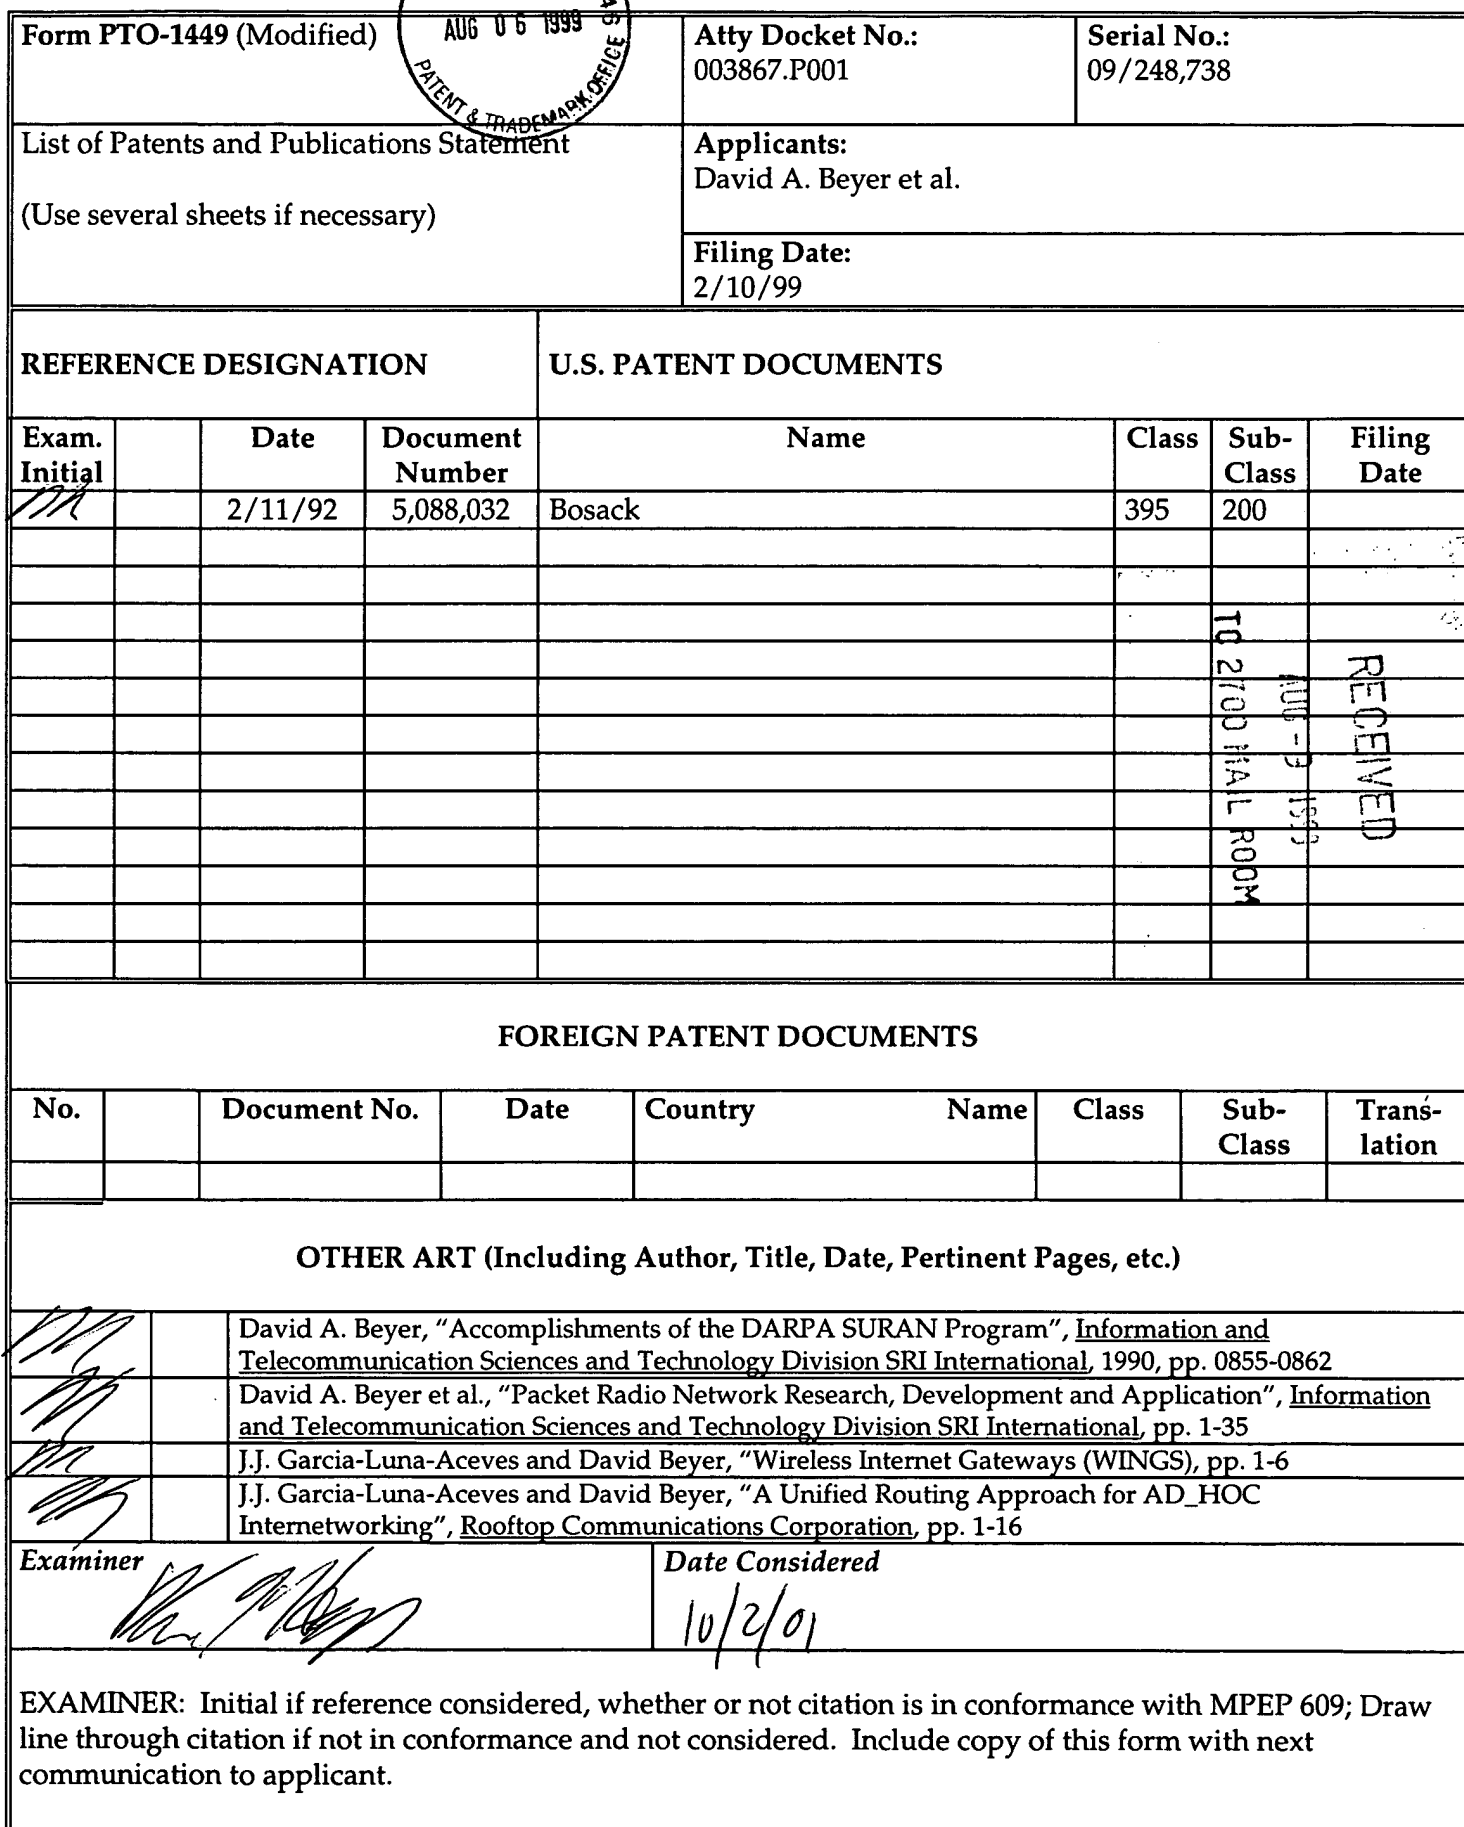 Form PTO-1449 (Modified)
AUG 06 1999
PATENT & TRADEMARK OFFICE
Atty Docket No.:
003867.P001
Serial No.:
09/248,738
List of Patents and Publications Statement
(Use several sheets if necessary)
Applicants:
David A. Beyer et al.
Filing Date:
2/10/99
REFERENCE DESIGNATION
U.S. PATENT DOCUMENTS
Exam. Initial
Date
Document Number
Name
Class
Sub-Class
Filing Date
2/11/92 5,088,032 Bosack 395 200
RECEIVED
AUG -9 1999
TO 2700 MAIL ROOM
FOREIGN PATENT DOCUMENTS
No.
Document No.
Date
Country
Name
Class
Sub-Class
Trans-lation
OTHER ART (Including Author, Title, Date, Pertinent Pages, etc.)
David A. Beyer, "Accomplishments of the DARPA SURAN Program", Information and
Telecommunication Sciences and Technology Division SRI International, 1990, pp. 0855-0862
David A. Beyer et al., "Packet Radio Network Research, Development and Application", Information
and Telecommunication Sciences and Technology Division SRI International, pp. 1-35
J.J. Garcia-Luna-Aceves and David Beyer, "Wireless Internet Gateways (WINGS), pp. 1-6
J.J. Garcia-Luna-Aceves and David Beyer, "A Unified Routing Approach for AD_HOC
Internetworking", Rooftop Communications Corporation, pp. 1-16
Examiner
Date Considered
10/2/01
EXAMINER: Initial if reference considered, whether or not citation is in conformance with MPEP 609; Draw
line through citation if not in conformance and not considered. Include copy of this form with next
communication to applicant.